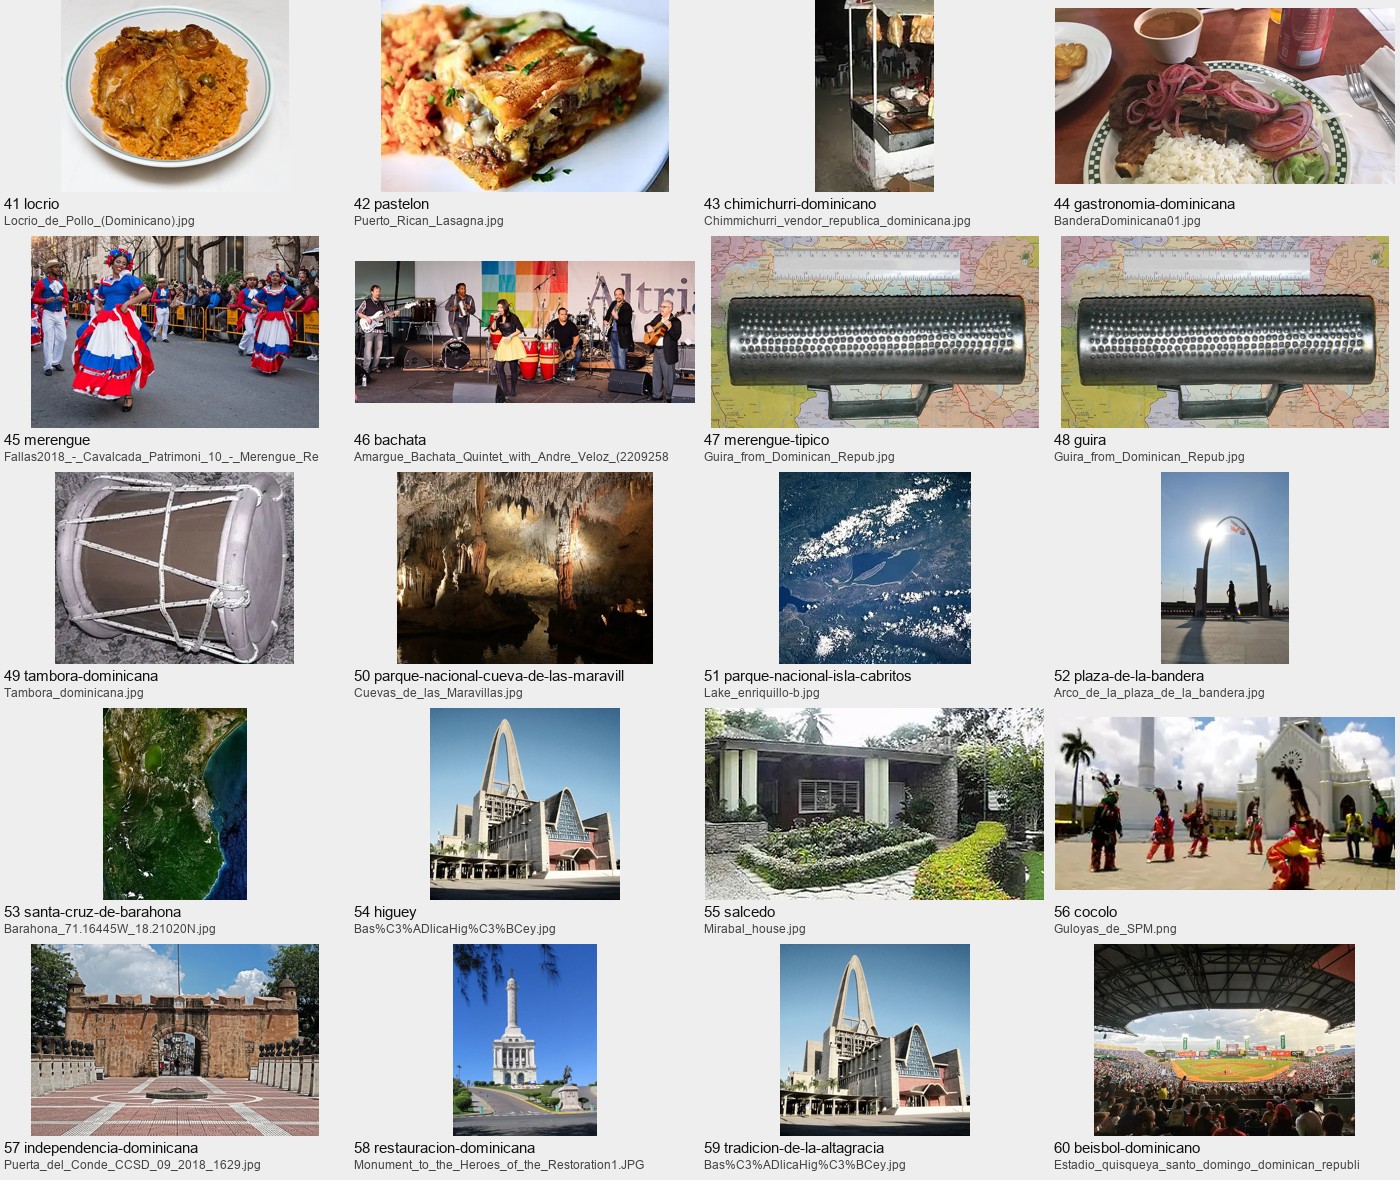 Altri
41 locrio
Locrio_de_Pollo_(Dominicano).jpg
42 pastelon
Puerto_Rican_Lasagna.jpg
43 chimichurri-dominicano
Chimmichurri_vendor_republica_dominicana.jpg
44 gastronomia-dominicana
BanderaDominicana01.jpg
45 merengue
Fallas2018_-_Cavalcada_Patrimoni_10_-_Merengue_Re
46 bachata
Amargue_Bachata_Quintet_with_Andre_Veloz_(2209258
47 merengue-tipico
Guira_from_Dominican_Repub.jpg
48 guira
Guira_from_Dominican_Repub.jpg
49 tambora-dominicana
Tambora_dominicana.jpg
50 parque-nacional-cueva-de-las-maravill
Cuevas_de_las_Maravillas.jpg
51 parque-nacional-isla-cabritos
Lake_enriquillo-b.jpg
52 plaza-de-la-bandera
Arco_de_la_plaza_de_la_bandera.jpg
53 santa-cruz-de-barahona
Barahona_71.16445W_18.21020N.jpg
54 higuey
Bas%C3%ADlicaHig%C3%BCey.jpg
55 salcedo
Mirabal_house.jpg
56 cocolo
Guloyas_de_SPM.png
57 independencia-dominicana
Puerta_del_Conde_CCSD_09_2018_1629.jpg
58 restauracion-dominicana
Monument_to_the_Heroes_of_the_Restoration1.JPG
59 tradicion-de-la-altagracia
Bas%C3%ADlicaHig%C3%BCey.jpg
60 beisbol-dominicano
Estadio_quisqueya_santo_domingo_dominican_republi